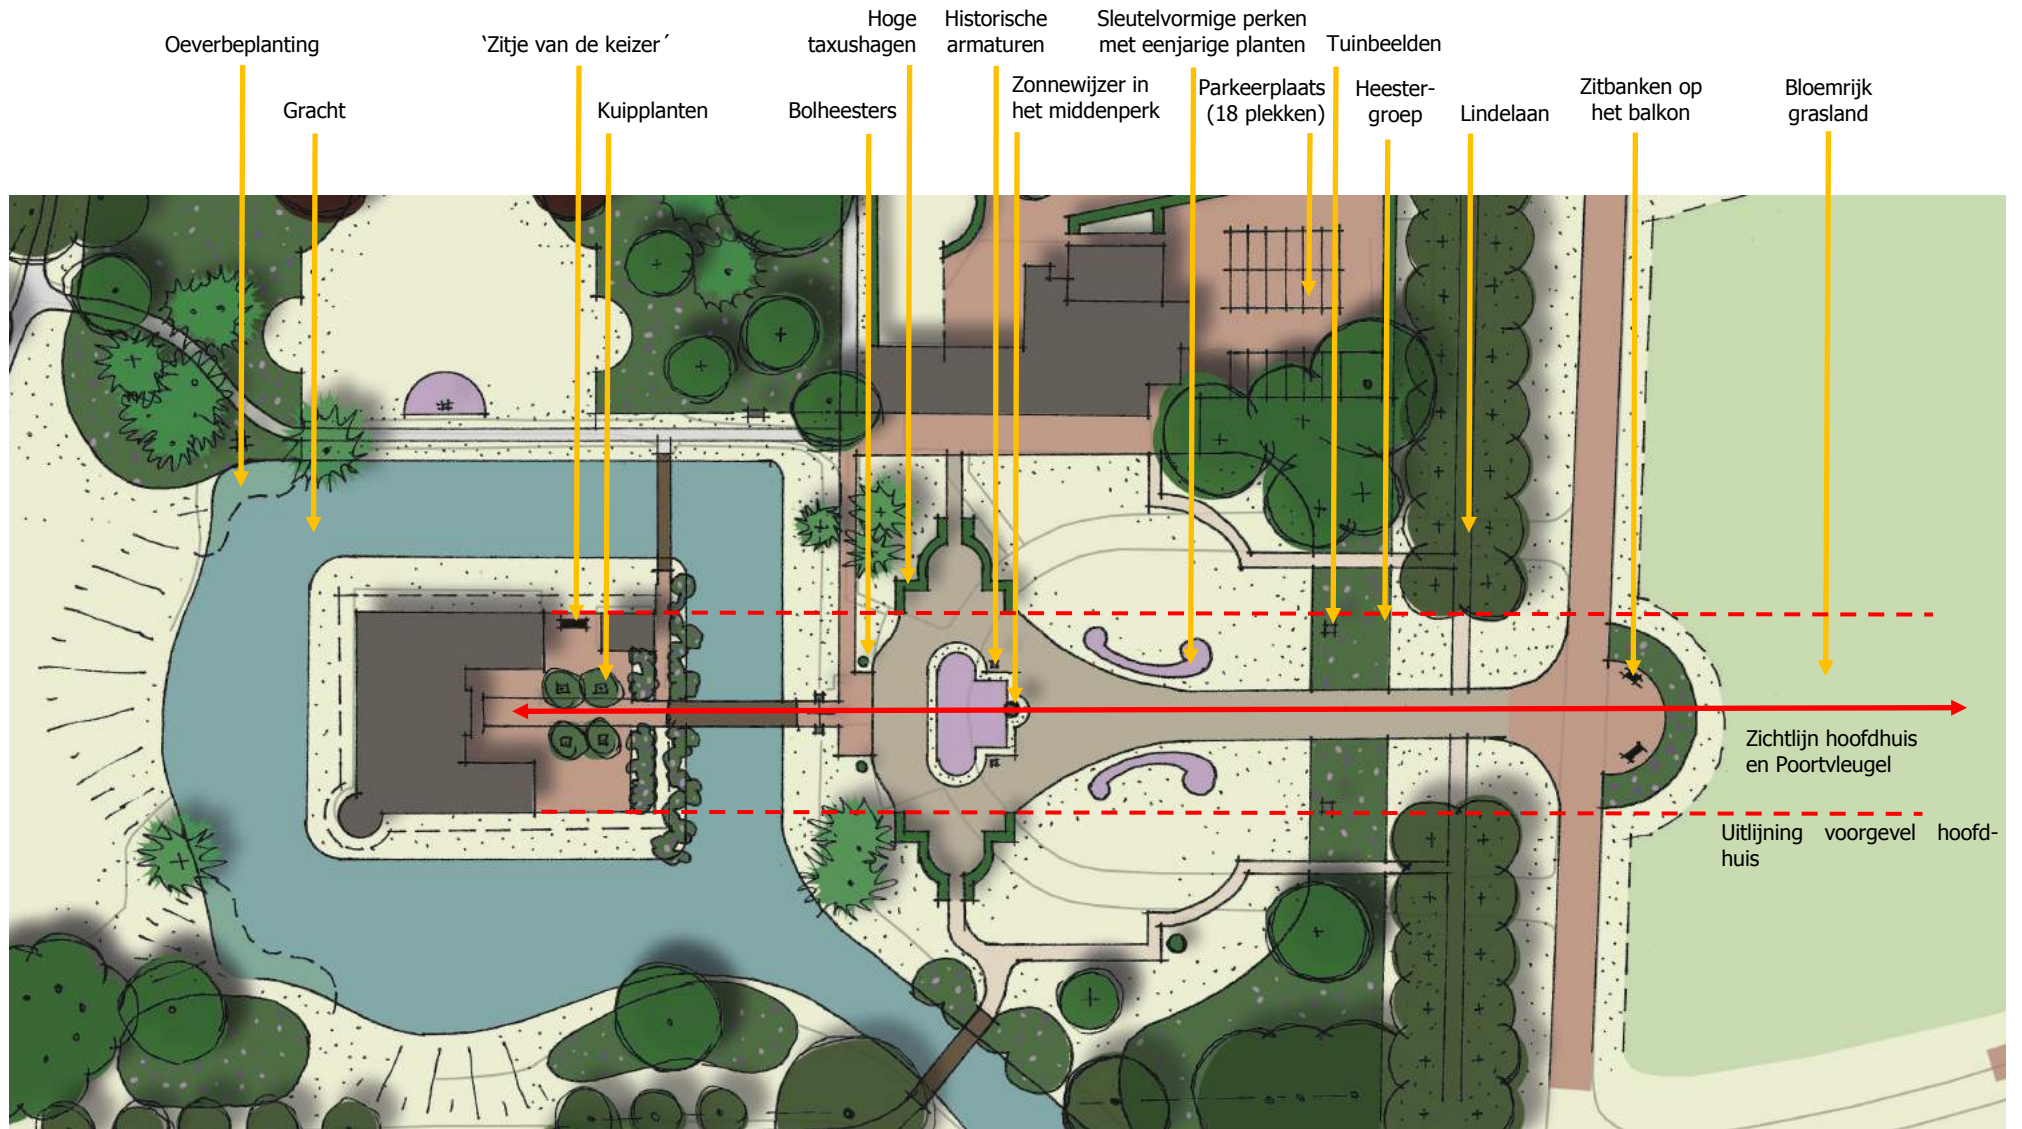 Oeverbeplanting
‘Zitje van de keizer´
Hoge
taxushagen
Historische
armaturen
Sleutelvormige perken
met eenjarige planten
Tuinbeelden
Gracht
Kuipplanten
Bolheesters
Zonnewijzer in
het middenperk
Parkeerplaats
(18 plekken)
Heester-
groep
Lindelaan
Zitbanken op
het balkon
Bloemrijk
grasland
Zichtlijn hoofdhuis
en Poortvleugel
Uitlijning voorgevel hoofd-
huis